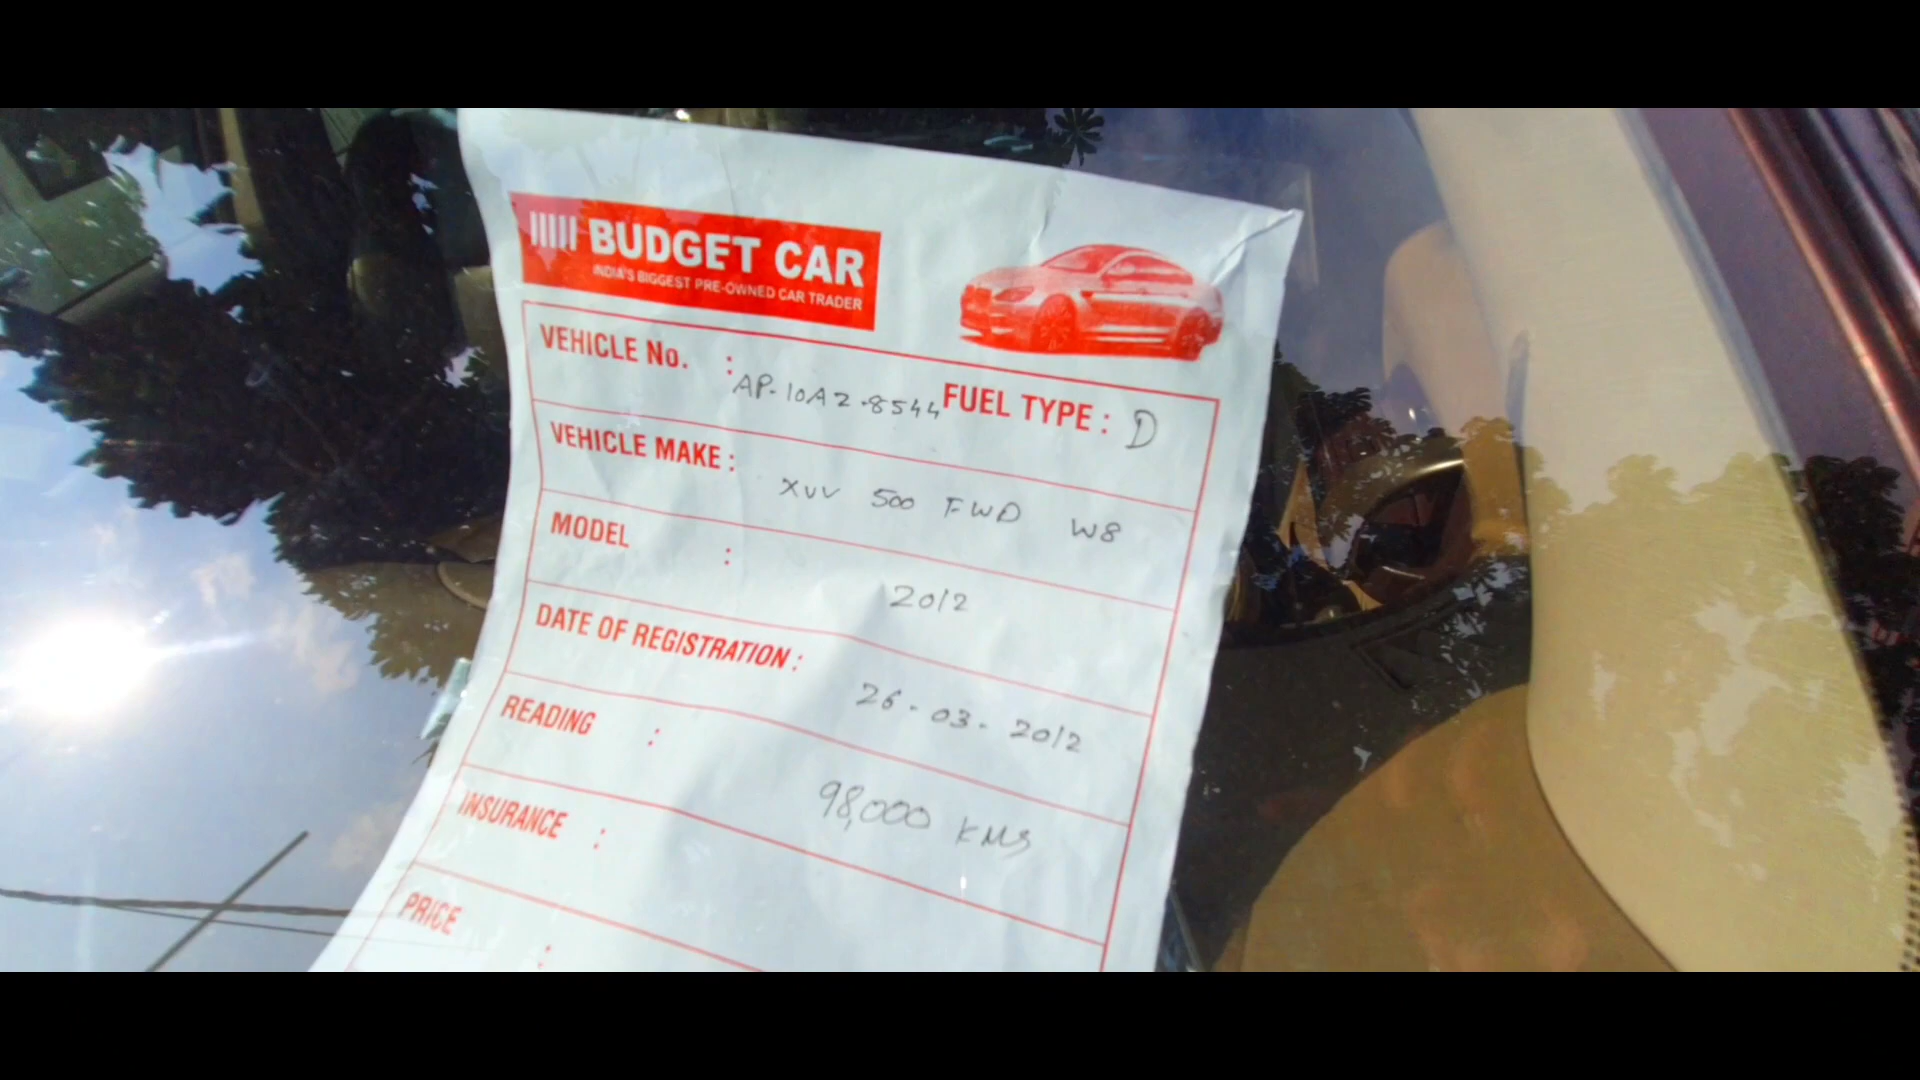 BUDGET CAR
INDIA'S BIGGEST PRE-OWNED CAR TRADER
VEHICLE No. : AP-10AZ-8544 FUEL TYPE : D
VEHICLE MAKE : XUV 500 FWD W8
MODEL : 2012
DATE OF REGISTRATION : 26-03-2012
READING : 98,000 KMS
INSURANCE :
PRICE :